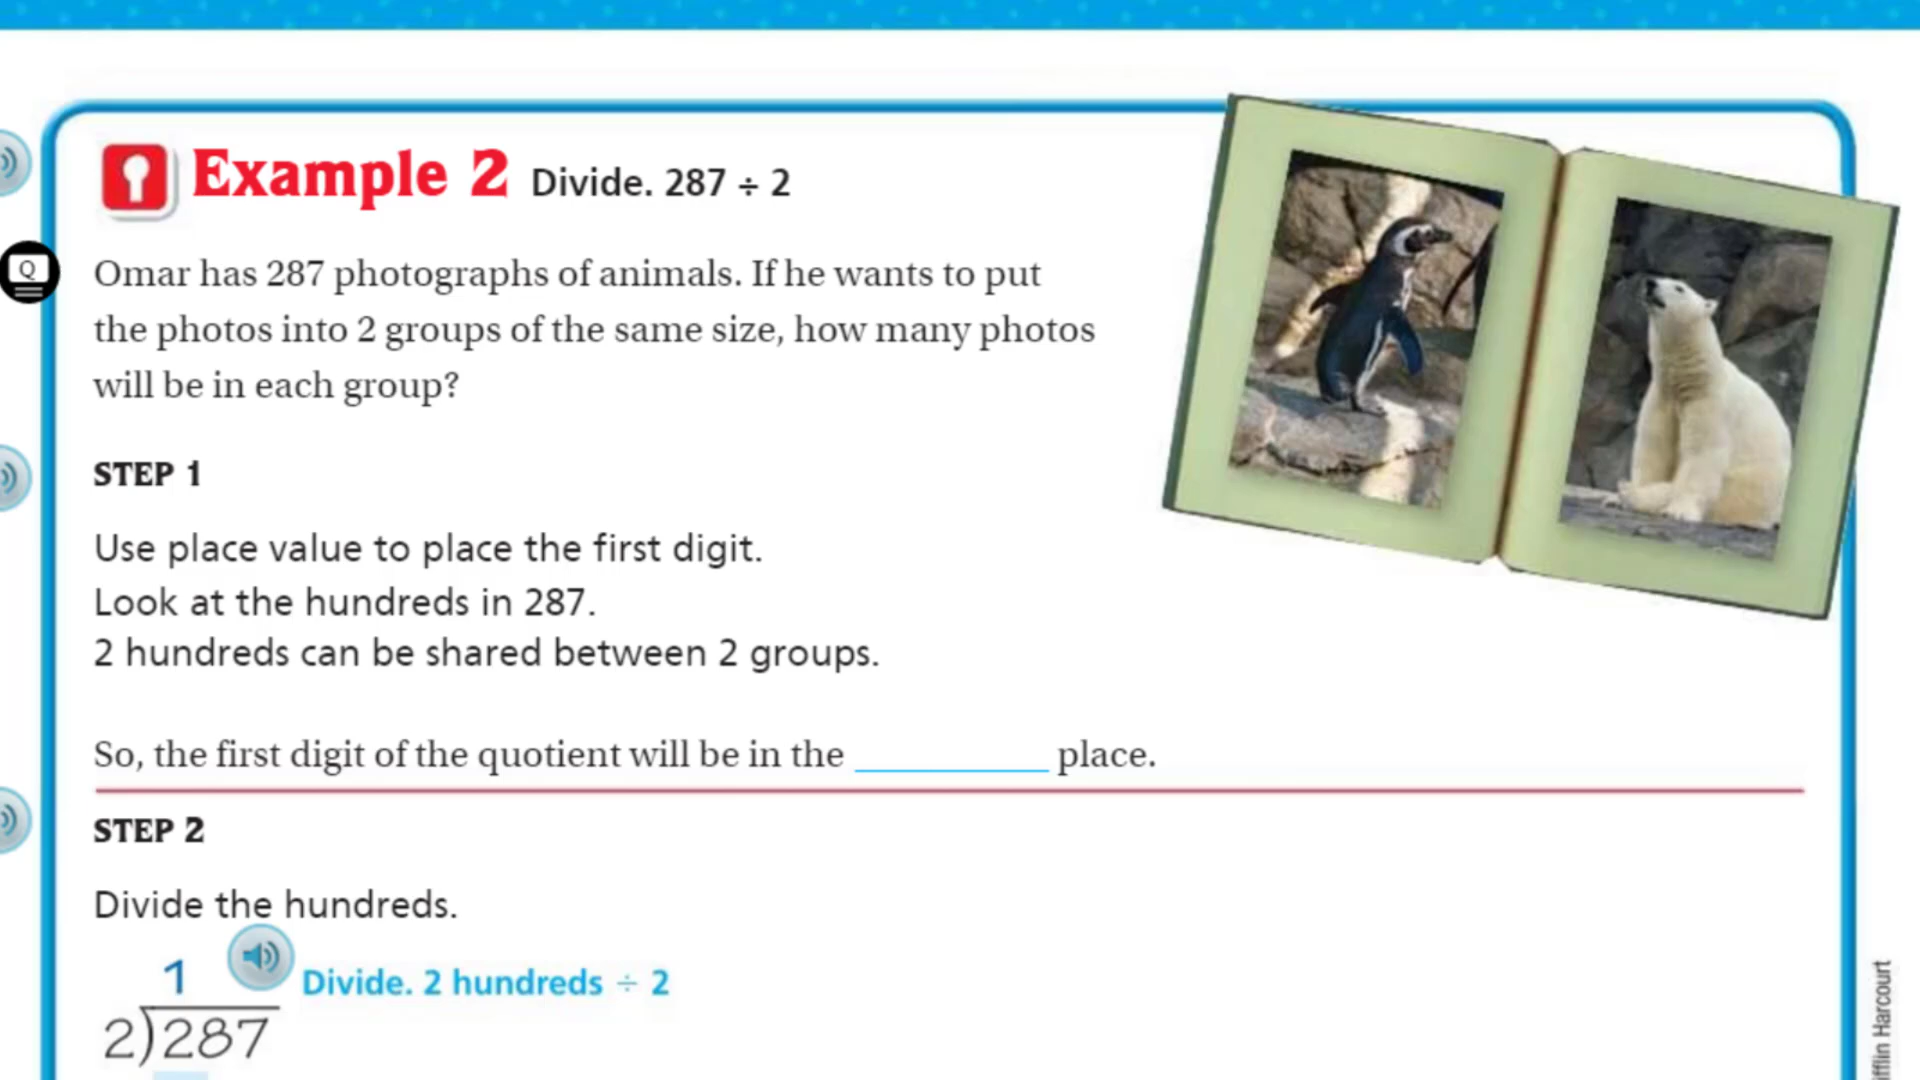 Example 2 Divide. 287 ÷ 2
Q
Omar has 287 photographs of animals. If he wants to put
the photos into 2 groups of the same size, how many photos
will be in each group?
STEP 1
Use place value to place the first digit.
Look at the hundreds in 287.
2 hundreds can be shared between 2 groups.
So, the first digit of the quotient will be in the __________ place.
STEP 2
Divide the hundreds.
1
Divide. 2 hundreds ÷ 2
2)287
Harcourt